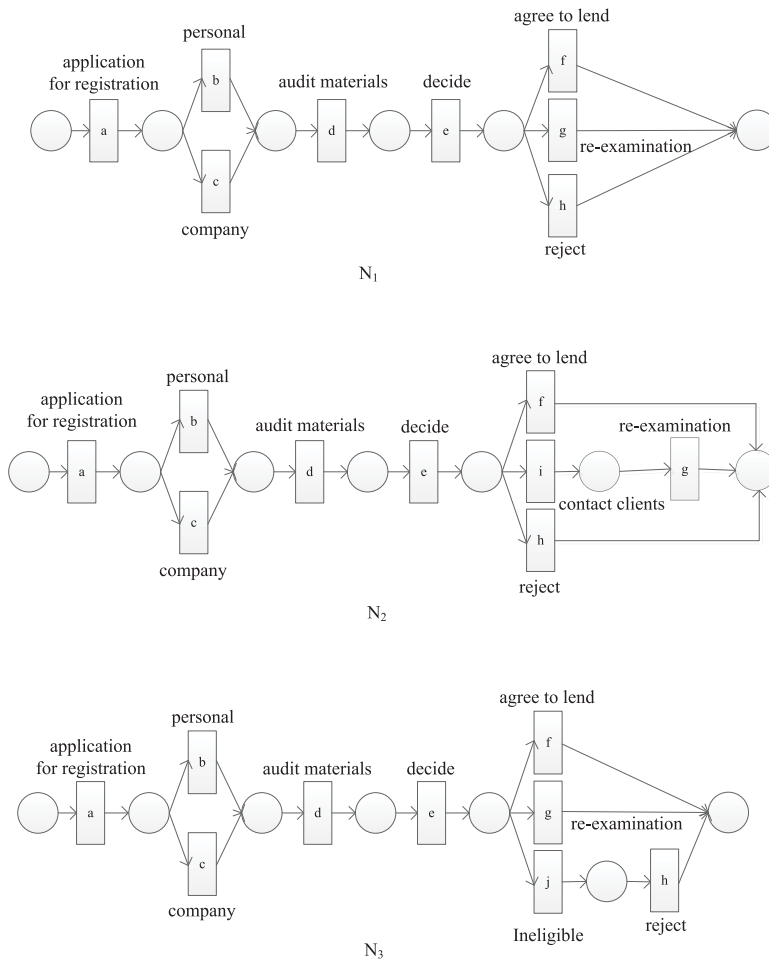 agree to lend
personal
application
for registration
audit materials
decide
f
b
a
d
e
g
re-examination
c
h
company
reject
N1
agree to lend
personal
application
for registration
audit materials
decide
f
re-examination
b
a
d
e
i
g
contact clients
c
h
company
reject
N2
agree to lend
personal
application
for registration
audit materials
decide
f
b
a
d
e
g
re-examination
c
j
h
company
Ineligible
reject
N3